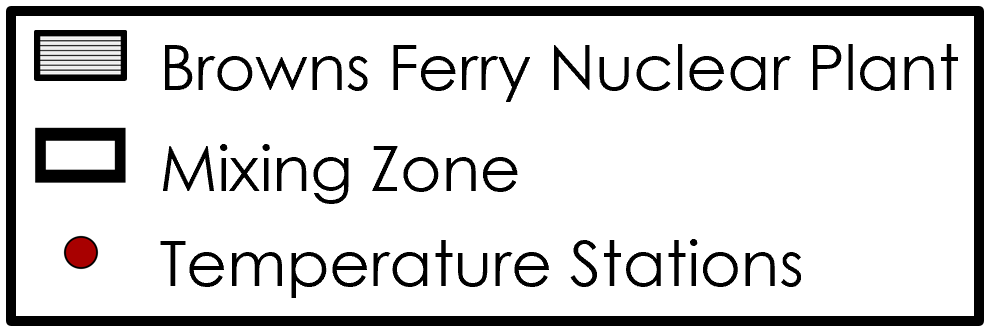 Browns Ferry Nuclear Plant
Mixing Zone
Temperature Stations